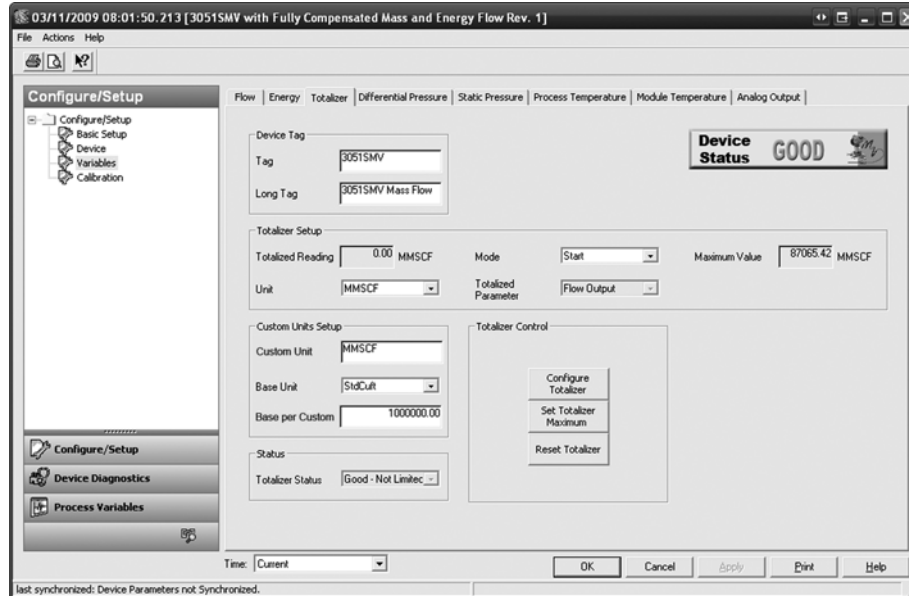 03/11/2009 08:01:50.213 [3051SMV with Fully Compensated Mass and Energy Flow Rev. 1]
File Actions Help
Configure/Setup
Configure/Setup
Basic Setup
Device
Variables
Calibration
Configure/Setup
Device Diagnostics
Process Variables
Flow Energy Totalizer Differential Pressure Static Pressure Process Temperature Module Temperature Analog Output
Device Tag
Tag 3051SMV
Long Tag 3051SMV Mass Flow
Device Status GOOD
Totalizer Setup
Totalized Reading 0.00 MMSCF Mode Start Maximum Value 87065.42 MMSCF
Unit MMSCF Totalized Parameter Flow Output
Custom Units Setup
Custom Unit MMSCF
Base Unit StdCuft
Base per Custom 1000000.00
Status
Totalizer Status Good - Not Limitec
Totalizer Control
Configure Totalizer
Set Totalizer Maximum
Reset Totalizer
Time: Current
OK Cancel Apply Print Help
last synchronized: Device Parameters not Synchronized.